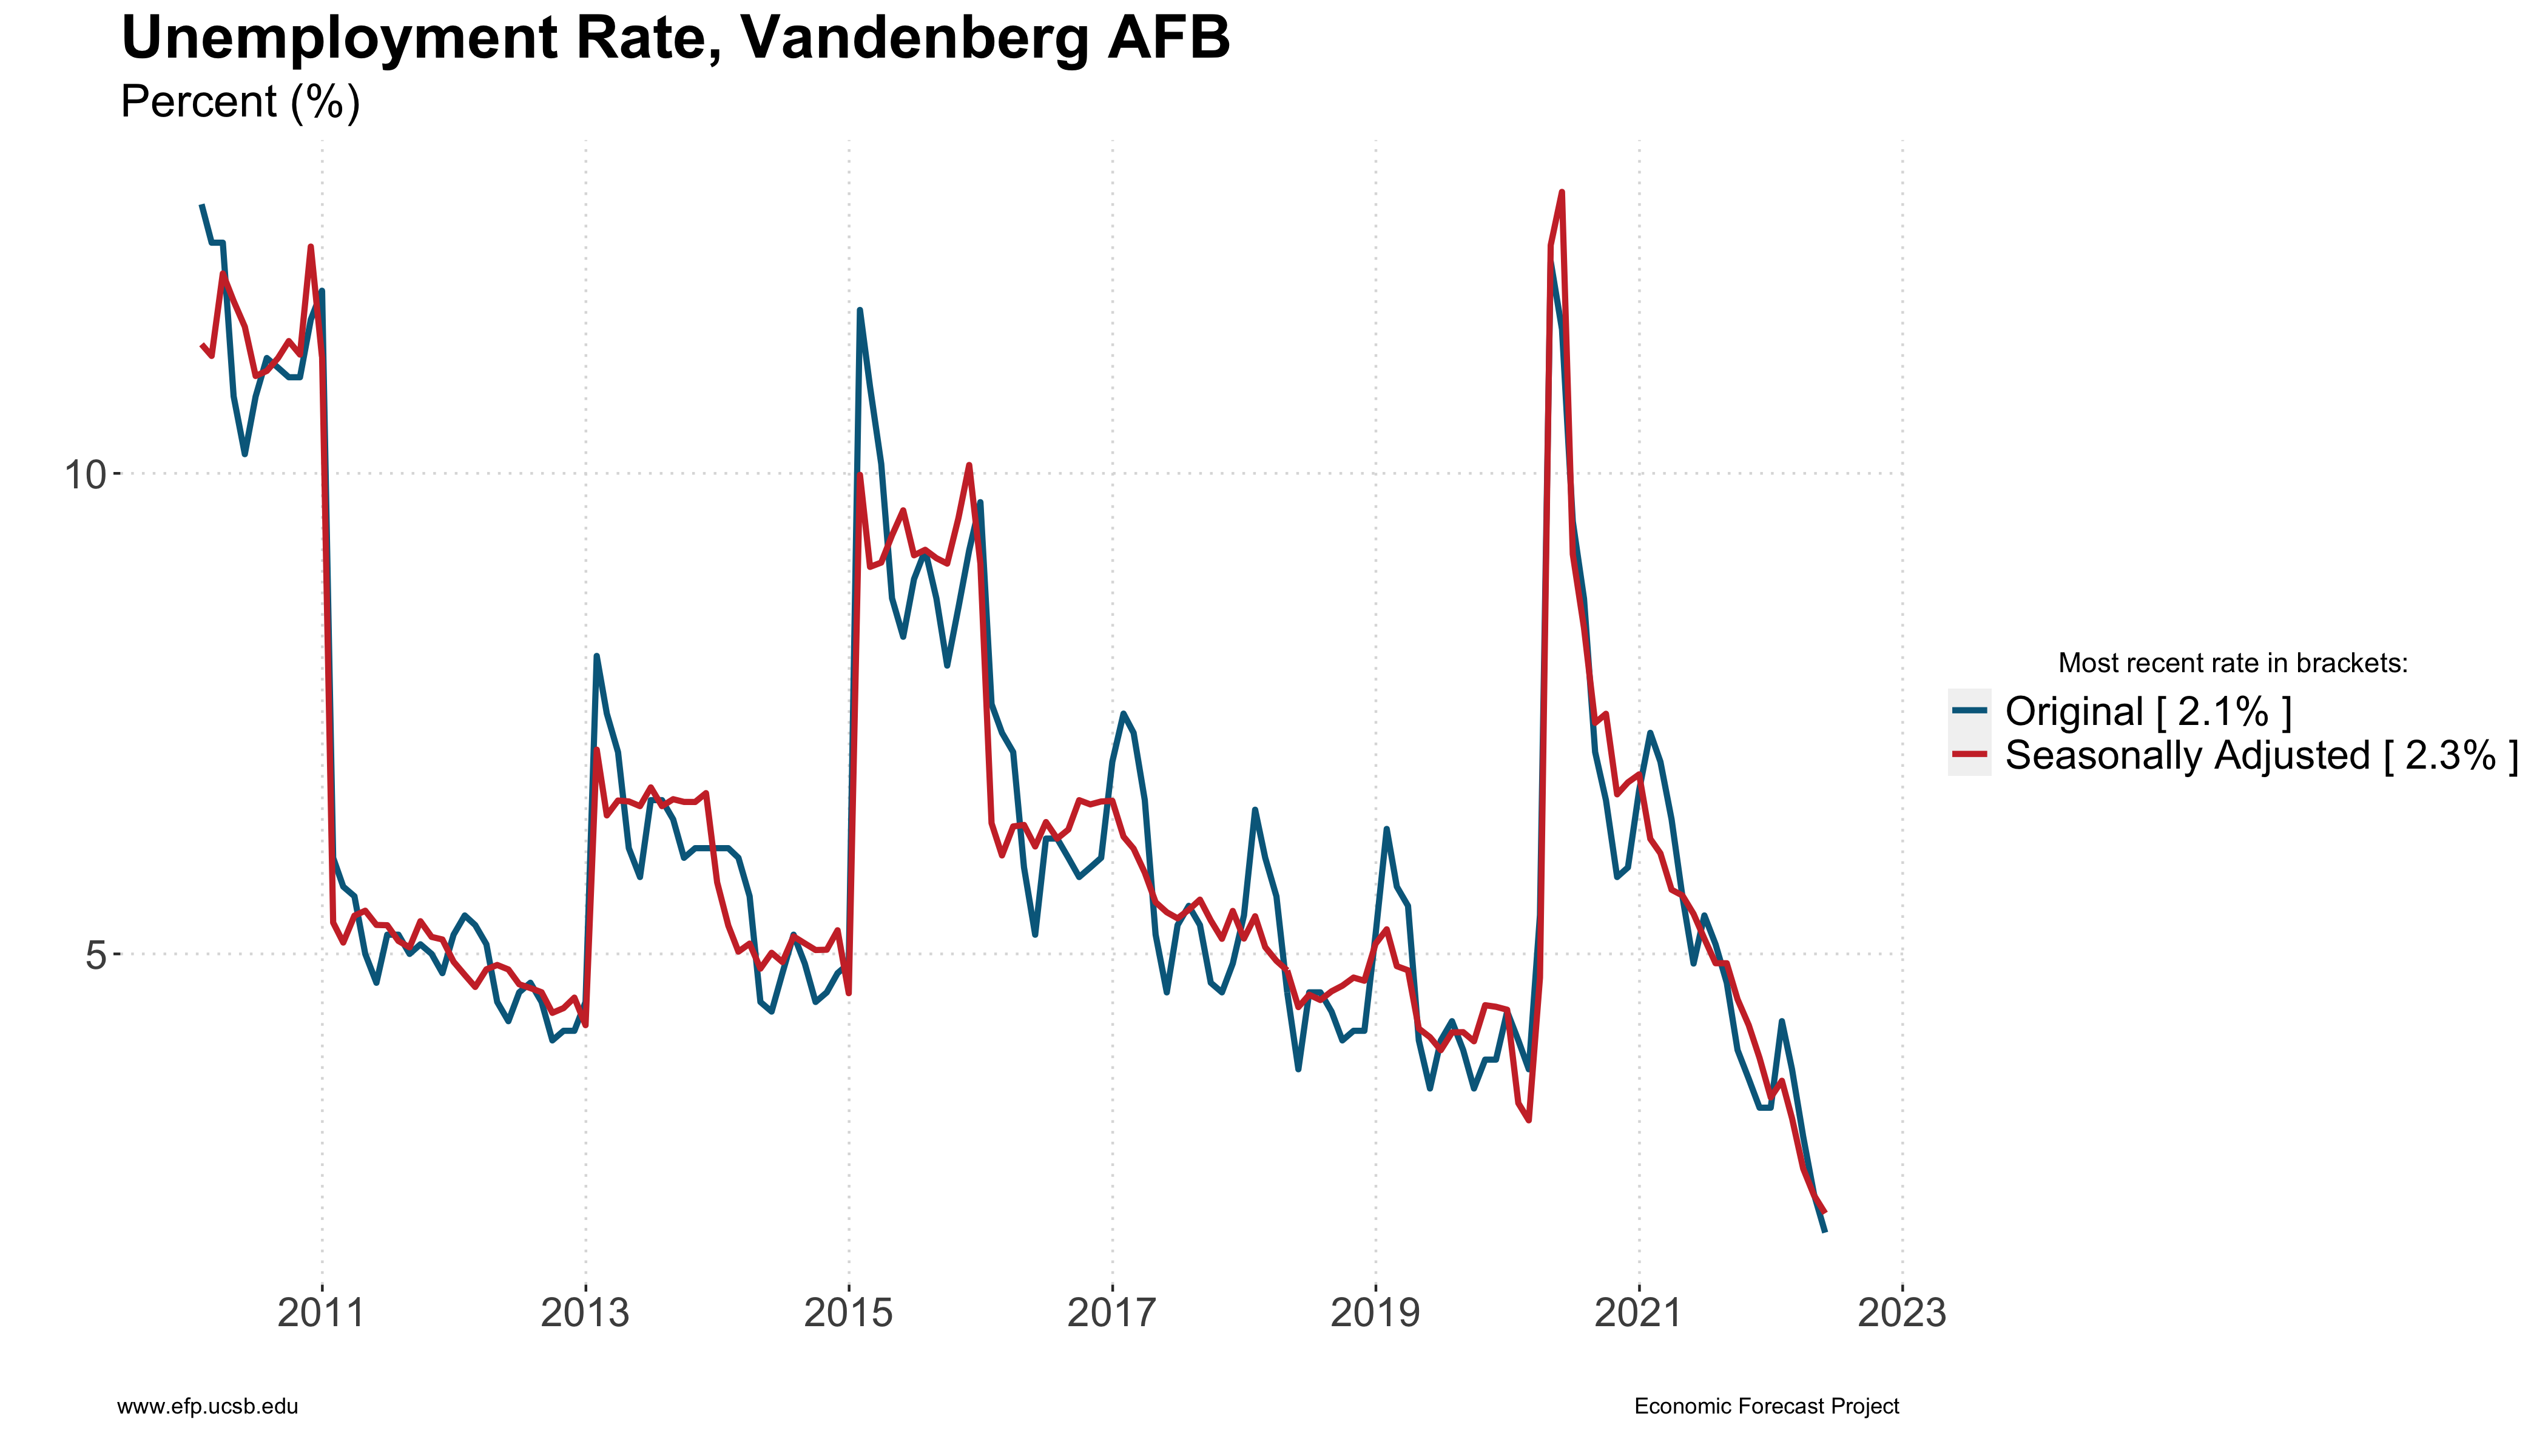 Unemployment Rate, Vandenberg AFB
Percent (%)
10
5
2011 2013 2015 2017 2019 2021 2023
Most recent rate in brackets:
Original [ 2.1% ]
Seasonally Adjusted [ 2.3% ]
www.efp.ucsb.edu Economic Forecast Project